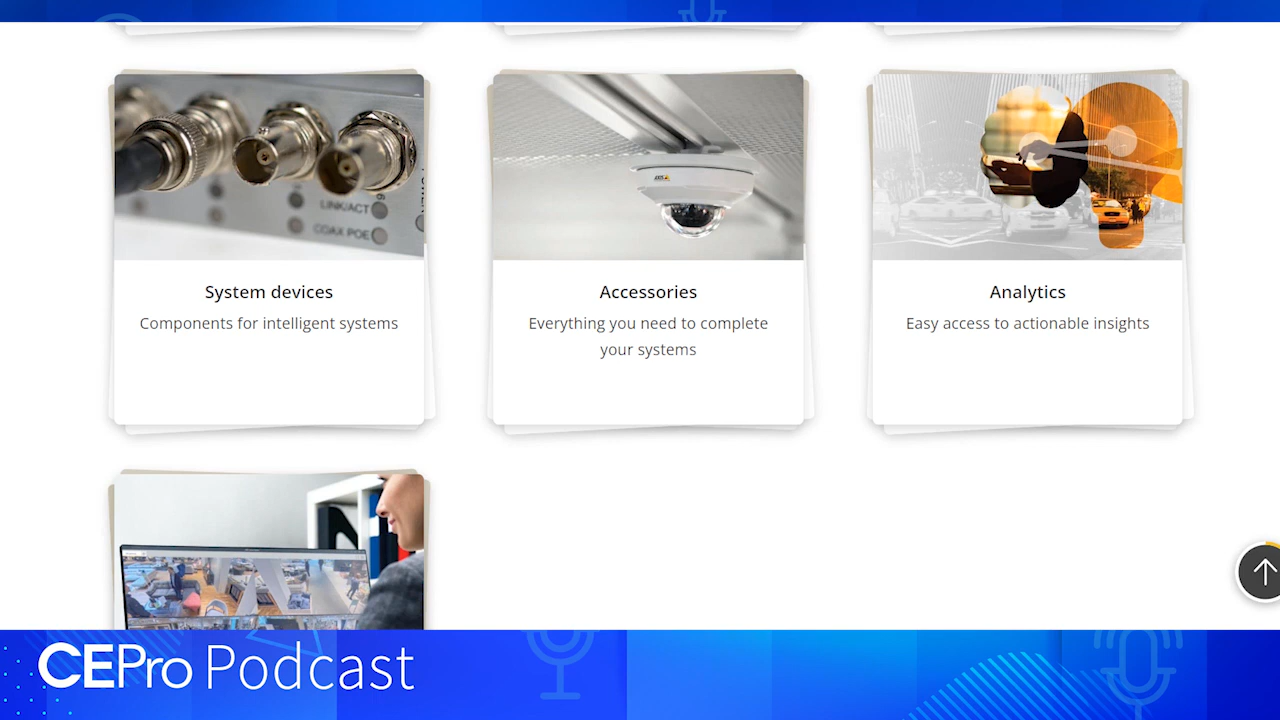 LINK/ACT
COAX POE
AXIS
System devices
Accessories
Analytics
Components for intelligent systems
Everything you need to complete
your systems
Easy access to actionable insights
CEPro Podcast